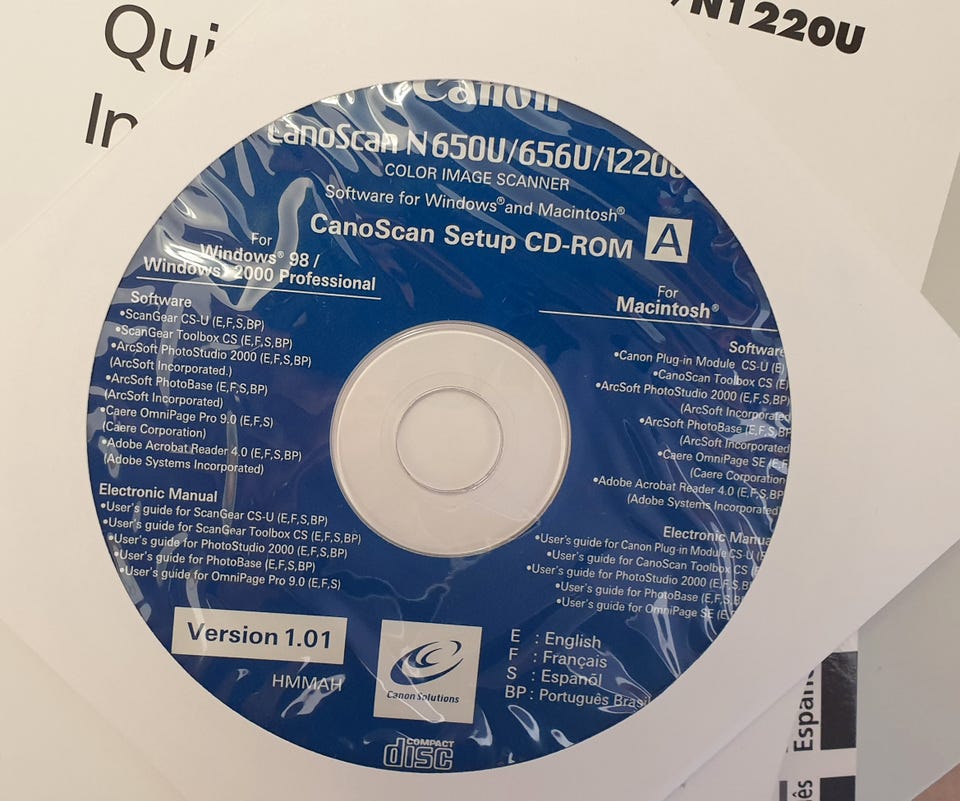 Qui
In
/N1220U
Canon
CanoScan N650U/656U/1220U
COLOR IMAGE SCANNER
Software for Windows® and Macintosh®
CanoScan Setup CD-ROM A
For
Windows® 98 /
Windows® 2000 Professional
Software
•ScanGear CS-U (E,F,S,BP)
•ScanGear Toolbox CS (E,F,S,BP)
•ArcSoft PhotoStudio 2000 (E,F,S,BP)
(ArcSoft Incorporated.)
•ArcSoft PhotoBase (E,F,S,BP)
(ArcSoft Incorporated)
•Caere OmniPage Pro 9.0 (E,F,S)
(Caere Corporation)
•Adobe Acrobat Reader 4.0 (E,F,S,BP)
(Adobe Systems Incorporated)
Electronic Manual
•User's guide for ScanGear CS-U (E,F,S,BP)
•User's guide for ScanGear Toolbox CS (E,F,S,BP)
•User's guide for PhotoStudio 2000 (E,F,S,BP)
•User's guide for PhotoBase (E,F,S,BP)
•User's guide for OmniPage Pro 9.0 (E,F,S)
For
Macintosh®
Software
•Canon Plug-in Module CS-U (E)
•CanoScan Toolbox CS (E)
•ArcSoft PhotoStudio 2000 (E,F,S,BP)
(ArcSoft Incorporated
•ArcSoft PhotoBase (E,F,S,BP
(ArcSoft Incorporated
•Caere OmniPage SE (E,F
(Caere Corporation
•Adobe Acrobat Reader 4.0 (E,F,S,BP
(Adobe Systems Incorporated
Electronic Manua
•User's guide for Canon Plug-in Module CS-U (E
•User's guide for CanoScan Toolbox CS (E
•User's guide for PhotoStudio 2000 (E,F,S,B
•User's guide for PhotoBase (E,F,S,B
•User's guide for OmniPage SE (E,F
Version 1.01
HMMAH
Canon Solutions
E : English
F : Français
S : Espanõl
BP : Português Brasil
COMPACT
disc
Españ
ês